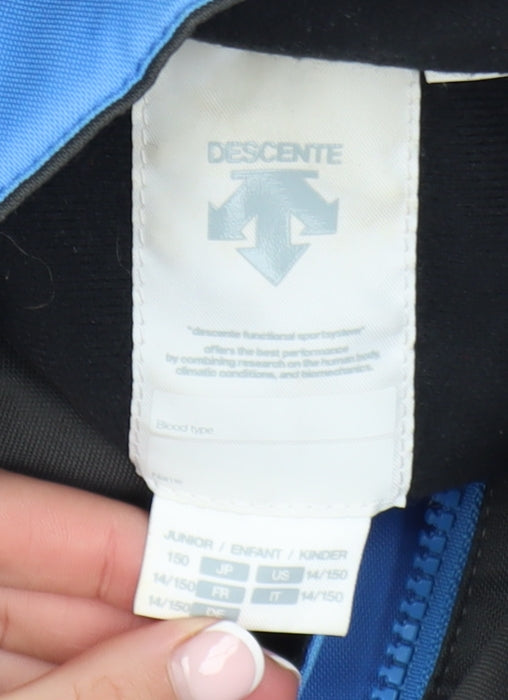 DESCENTE
"descente functional sportsystem"
offers the best performance
by combining research on the human body,
climatic conditions, and biomechanics.
Blood type
JUNIOR / ENFANT / KINDER
150 JP US 14/150
14/150 FR IT 14/150
14/150 DE